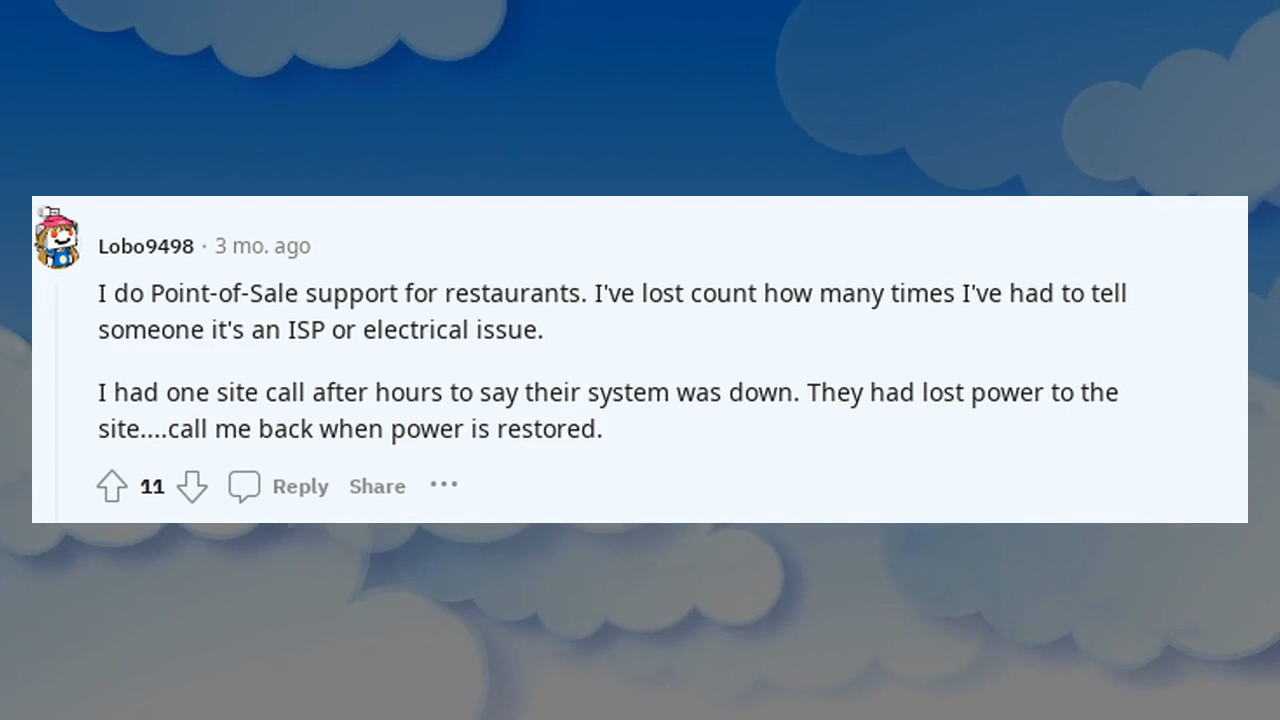 Lobo9498 · 3 mo. ago
I do Point-of-Sale support for restaurants. I've lost count how many times I've had to tell
someone it's an ISP or electrical issue.
I had one site call after hours to say their system was down. They had lost power to the
site....call me back when power is restored.
11 Reply Share ···